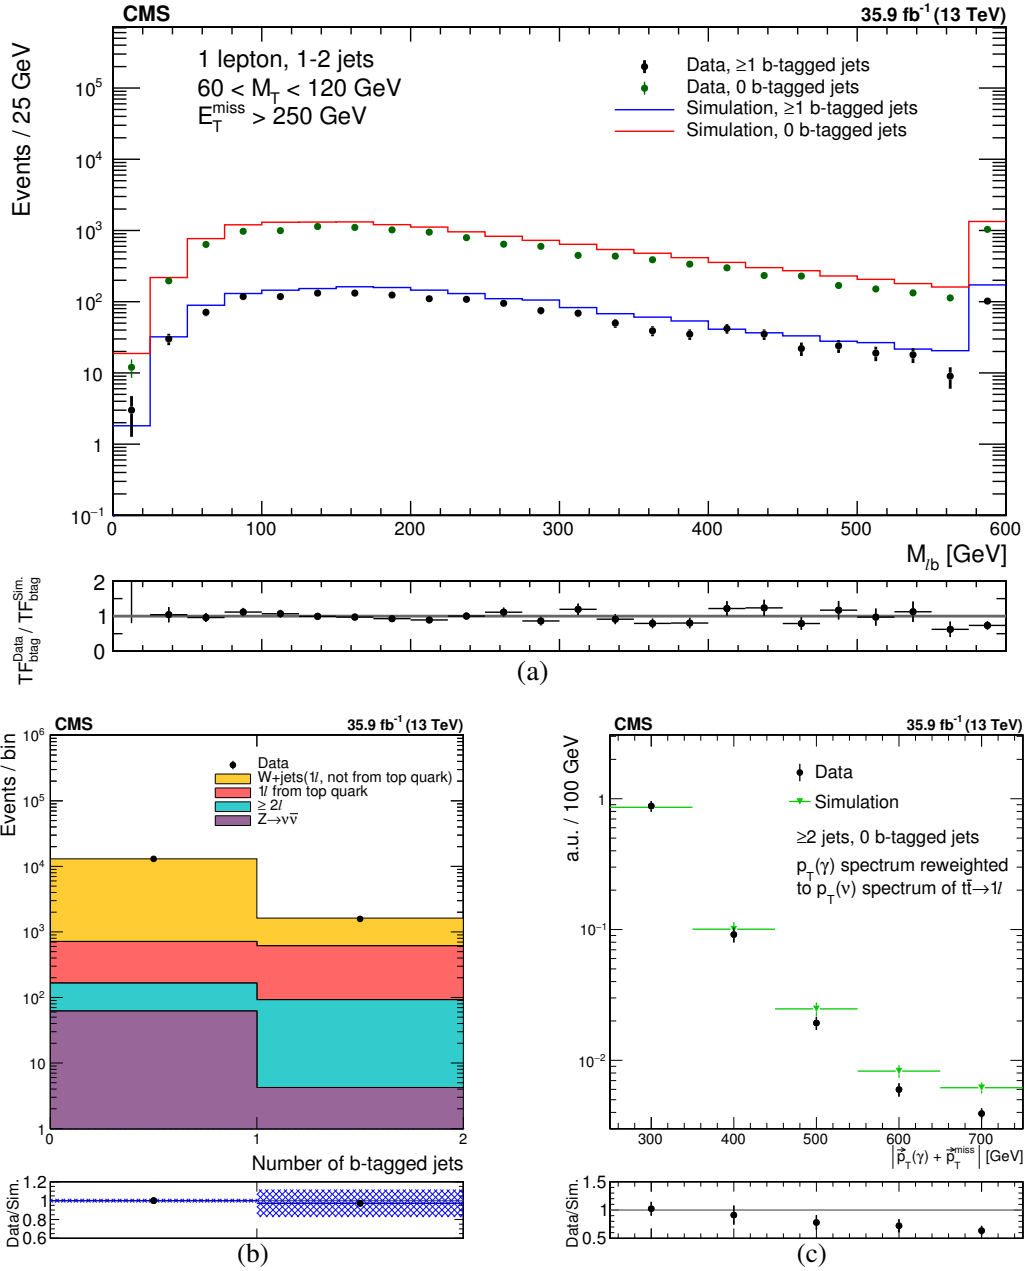 CMS
35.9 fb⁻¹ (13 TeV)
Events / 25 GeV
1 lepton, 1-2 jets
60 < M_T < 120 GeV
E_T^miss > 250 GeV
Data, ≥1 b-tagged jets
Data, 0 b-tagged jets
Simulation, ≥1 b-tagged jets
Simulation, 0 b-tagged jets
10⁵
10⁴
10³
10²
10
1
10⁻¹
0 100 200 300 400 500 600
M_lb [GeV]
TF_btag^Data / TF_btag^Sim.
2
1
0
(a)
CMS
35.9 fb⁻¹ (13 TeV)
Events / bin
Data
W+jets(1l, not from top quark)
1l from top quark
≥ 2l
Z→νν̄
10⁶
10⁵
10⁴
10³
10²
10
1
0 1 2
Number of b-tagged jets
Data/Sim.
1.2
1
0.8
0.6
(b)
CMS
35.9 fb⁻¹ (13 TeV)
a.u. / 100 GeV
Data
Simulation
≥2 jets, 0 b-tagged jets
p_T(γ) spectrum reweighted
to p_T(ν) spectrum of tt̄→1l
1
10⁻¹
10⁻²
300 400 500 600 700
|p⃗_T(γ) + p⃗_T^miss| [GeV]
Data/Sim.
1.5
1
0.5
(c)